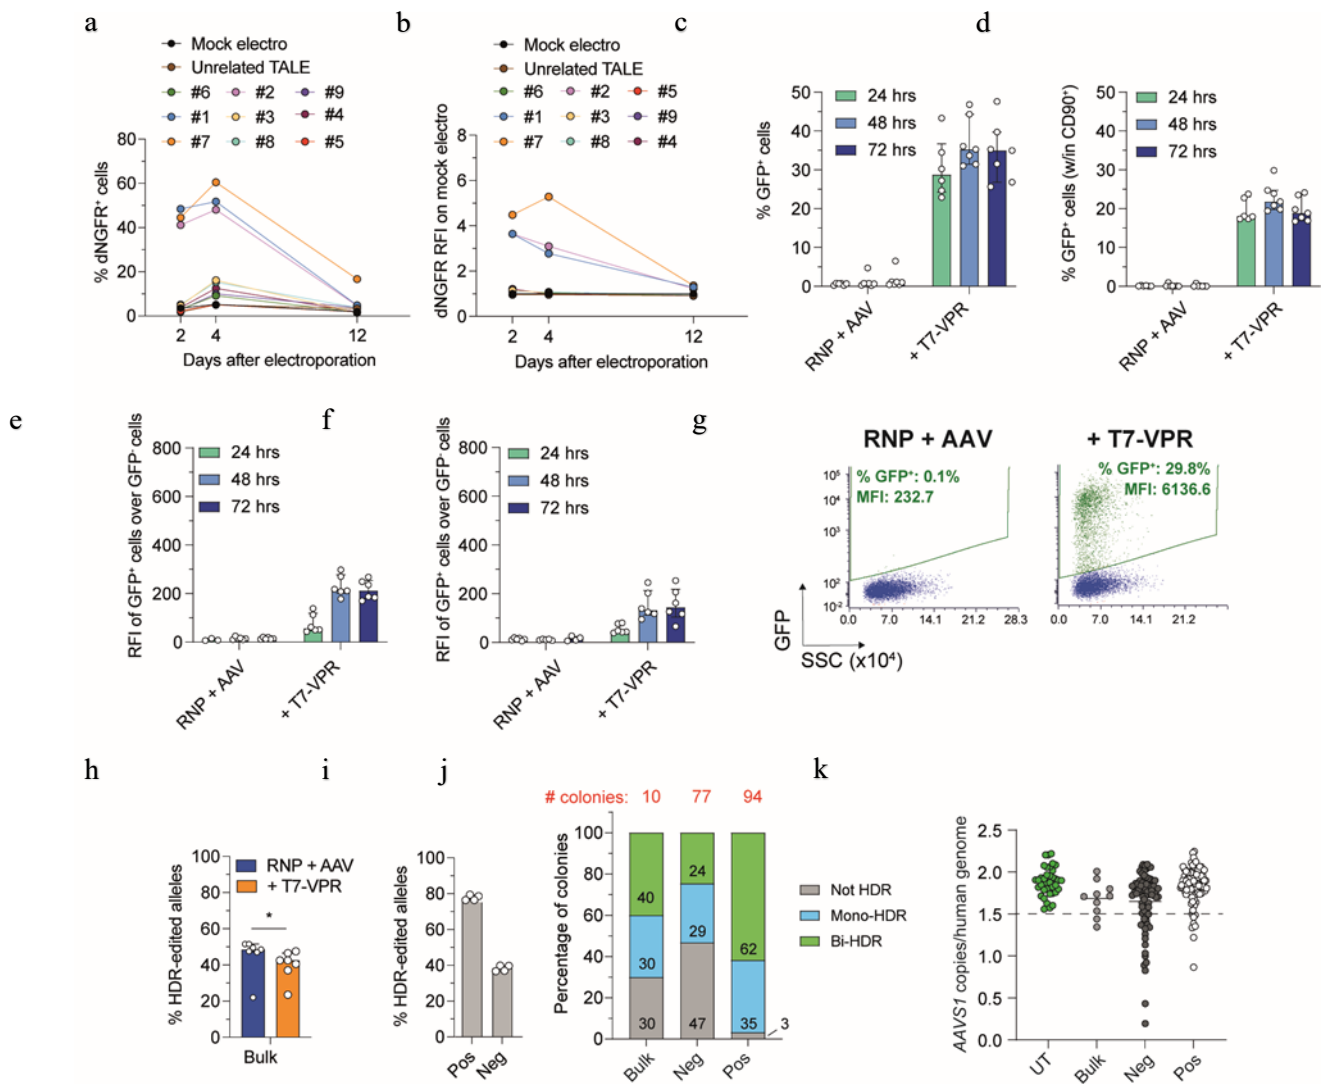 a
Mock electro
Unrelated TALE
#6 #2 #9
#1 #3 #4
#7 #8 #5
% dNGFR⁺ cells
80
60
40
20
0
2 4 12
Days after electroporation
b
Mock electro
Unrelated TALE
#6 #2 #5
#1 #3 #9
#7 #8 #4
dNGFR RFI on mock electro
8
6
4
2
0
2 4 12
Days after electroporation
c
% GFP⁺ cells
50
40
30
20
10
0
24 hrs
48 hrs
72 hrs
RNP + AAV
+ T7-VPR
d
% GFP⁺ cells (w/in CD90⁺)
50
40
30
20
10
0
24 hrs
48 hrs
72 hrs
RNP + AAV
+ T7-VPR
e
RFI of GFP⁺ cells over GFP⁻ cells
800
600
400
200
0
24 hrs
48 hrs
72 hrs
RNP + AAV
+ T7-VPR
f
RFI of GFP⁺ cells over GFP⁻ cells
800
600
400
200
0
24 hrs
48 hrs
72 hrs
RNP + AAV
+ T7-VPR
g
RNP + AAV
% GFP⁺: 0.1%
MFI: 232.7
10⁵
10⁴
10³
10²
10⁻²
0.0 7.0 14.1 21.2 28.3
+ T7-VPR
% GFP⁺: 29.8%
MFI: 6136.6
10⁵
10⁴
10³
10²
10⁻²
0.0 7.0 14.1 21.2
GFP
SSC (x10⁴)
h
% HDR-edited alleles
100
80
60
40
20
0
RNP + AAV
+ T7-VPR
*
Bulk
i
% HDR-edited alleles
100
80
60
40
20
0
Pos
Neg
j
# colonies: 10 77 94
Percentage of colonies
100
80
60
40
20
0
40
30
30
24
29
47
62
35
3
Bulk
Neg
Pos
Not HDR
Mono-HDR
Bi-HDR
k
AAVS1 copies/human genome
2.5
2.0
1.5
1.0
0.5
0.0
UT
Bulk
Neg
Pos